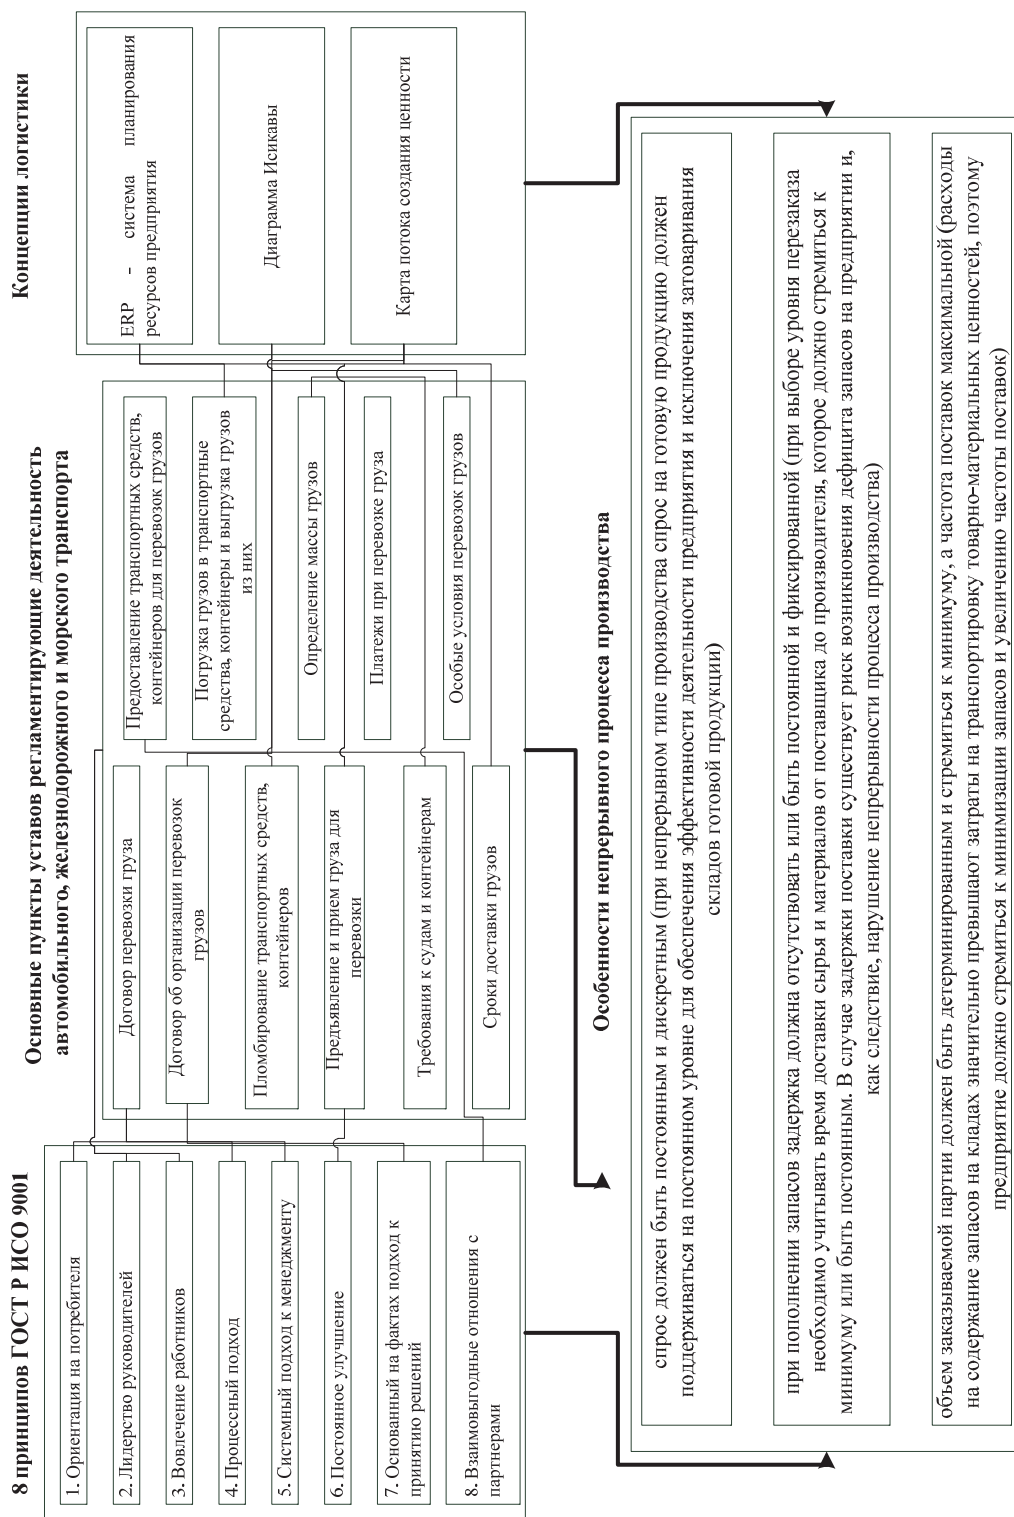 8 принципов ГОСТ Р ИСО 9001
1. Ориентация на потребителя
2. Лидерство руководителей
3. Вовлечение работников
4. Процессный подход
5. Системный подход к менеджменту
6. Постоянное улучшение
7. Основанный на фактах подход к
принятию решений
8. Взаимовыгодные отношения с
партнерами
Основные пункты уставов регламентирующие деятельность
автомобильного, железнодорожного и морского транспорта
Договор перевозки груза
Договор об организации перевозок
грузов
Пломбирование транспортных средств,
контейнеров
Предъявление и прием груза для
перевозки
Требования к судам и контейнерам
Сроки доставки грузов
Предоставление транспортных средств,
контейнеров для перевозок грузов
Погрузка грузов в транспортные
средства, контейнеры и выгрузка грузов
из них
Определение массы грузов
Платежи при перевозке груза
Особые условия перевозок грузов
Концепции логистики
ERP - система планирования
ресурсов предприятия
Диаграмма Исикавы
Карта потока создания ценности
Особенности непрерывного процесса производства
спрос должен быть постоянным и дискретным (при непрерывном типе производства спрос на готовую продукцию должен
поддерживаться на постоянном уровне для обеспечения эффективности деятельности предприятия и исключения затоваривания
складов готовой продукции)
при пополнении запасов задержка должна отсутствовать или быть постоянной и фиксированной (при выборе уровня перезаказа
необходимо учитывать время доставки сырья и материалов от поставщика до производителя, которое должно стремиться к
минимуму или быть постоянным. В случае задержки поставки существует риск возникновения дефицита запасов на предприятии и,
как следствие, нарушение непрерывности процесса производства)
объем заказываемой партии должен быть детерминированным и стремиться к минимуму, а частота поставок максимальной (расходы
на содержание запасов на кладах значительно превышают затраты на транспортировку товарно-материальных ценностей, поэтому
предприятие должно стремиться к минимизации запасов и увеличению частоты поставок)